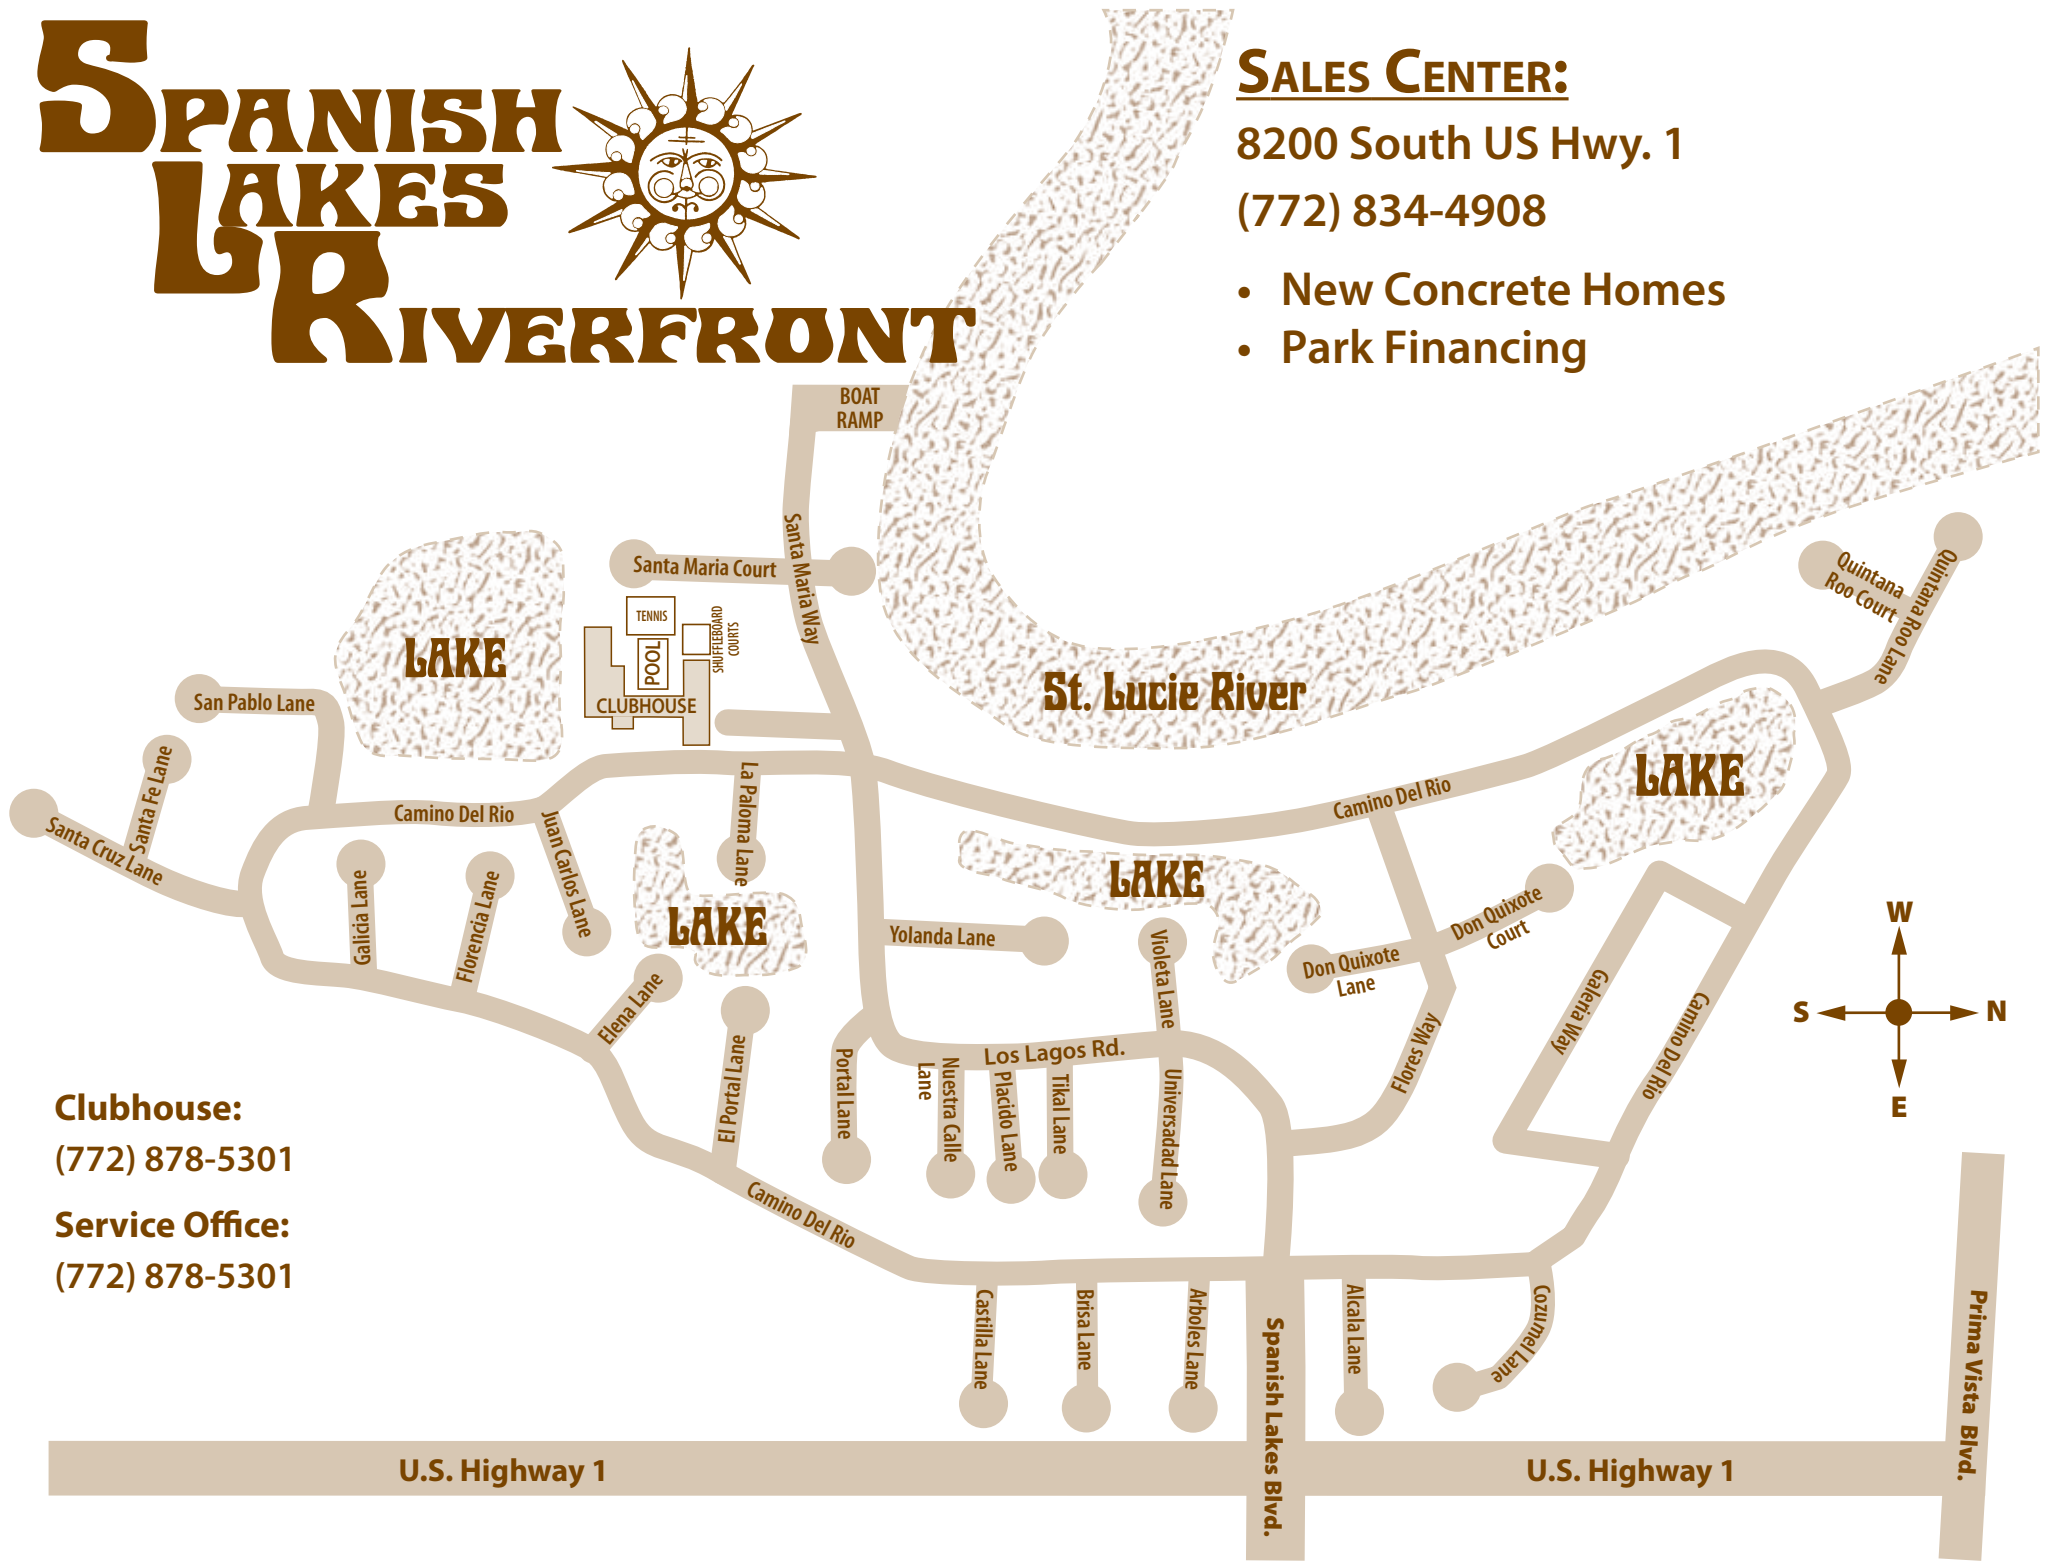 SPANISH
LAKES
RIVERFRONT
SALES CENTER:
8200 South US Hwy. 1
(772) 834-4908
• New Concrete Homes
• Park Financing
BOAT
RAMP
Santa Maria Way
Santa Maria Court
TENNIS
POOL
SHUFFLEBOARD
COURTS
CLUBHOUSE
LAKE
St. Lucie River
Quintana
Roo Court
Quintana Roo Lane
LAKE
San Pablo Lane
Santa Fe Lane
Santa Cruz Lane
Camino Del Rio
Juan Carlos Lane
La Paloma Lane
Camino Del Rio
Galicia Lane
Florencia Lane
LAKE
LAKE
Yolanda Lane
Violeta Lane
Don Quixote
Lane
Don Quixote
Court
Elena Lane
El Portal Lane
Portal Lane
Los Lagos Rd.
Nuestra Calle
Lane
Placido Lane
Tikal Lane
Universadad Lane
Flores Way
Galeria Way
Camino Del Rio
W
S
N
E
Clubhouse:
(772) 878-5301
Service Office:
(772) 878-5301
Camino Del Rio
Castilla Lane
Brisa Lane
Arboles Lane
Spanish Lakes Blvd.
Alcala Lane
Cozumel Lane
Prima Vista Blvd.
U.S. Highway 1
U.S. Highway 1